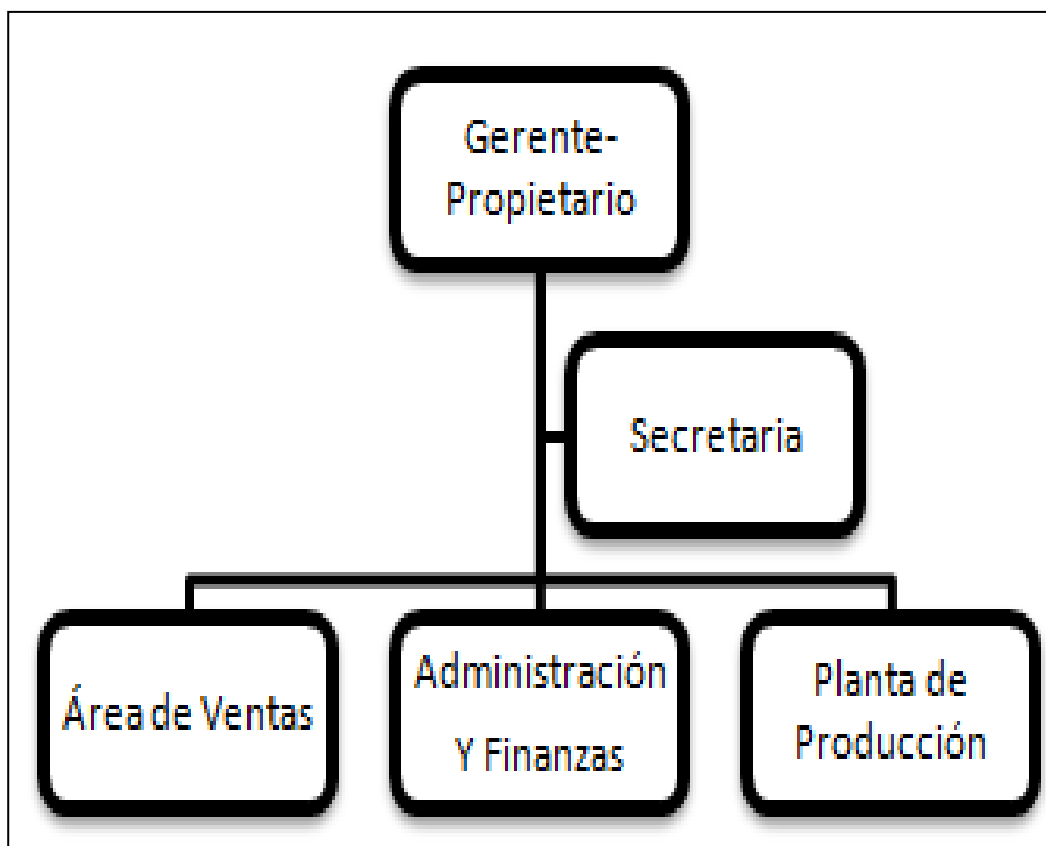 Gerente-
Propietario
Secretaria
Área de Ventas
Administración
Y Finanzas
Planta de
Producción